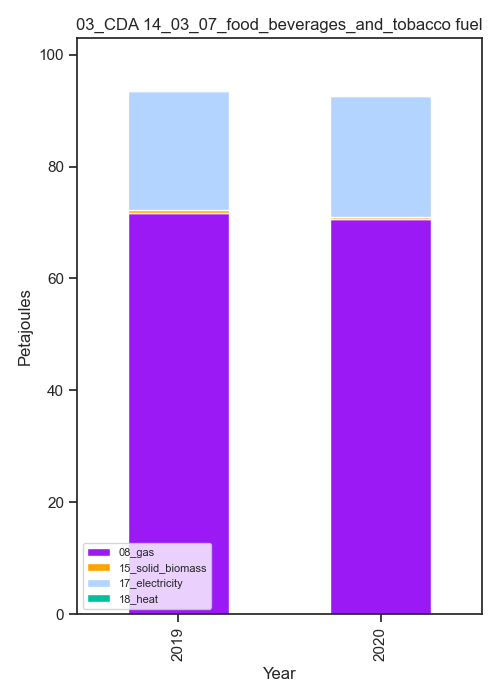 03_CDA 14_03_07_food_beverages_and_tobacco fuel
100
80
60
40
20
0
Petajoules
08_gas
15_solid_biomass
17_electricity
18_heat
2019
2020
Year